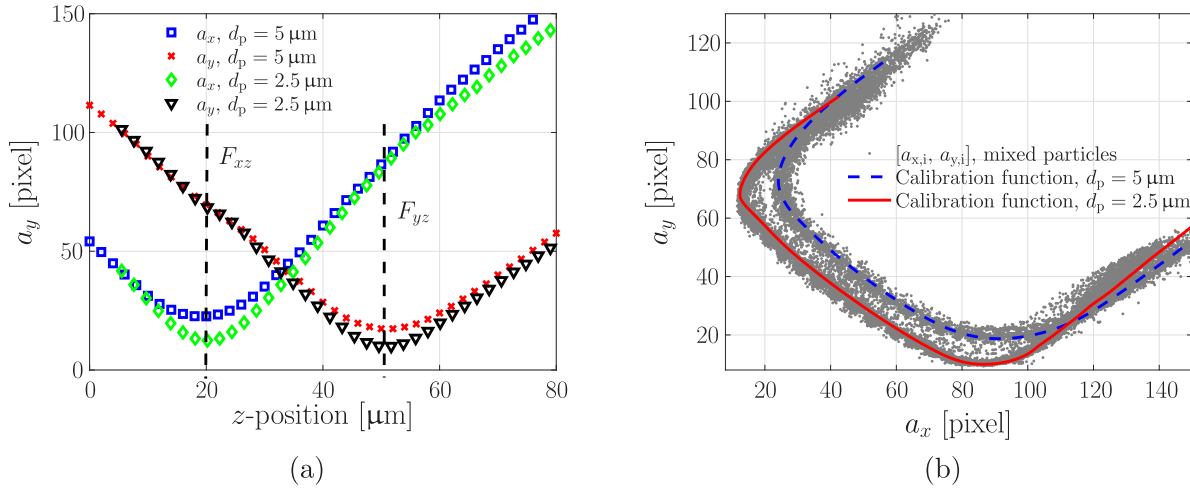 150
100
50
0
a_y [pixel]
a_x, d_p = 5 μm
a_y, d_p = 5 μm
a_x, d_p = 2.5 μm
a_y, d_p = 2.5 μm
F_xz
F_yz
0 20 40 60 80
z-position [μm]
(a)
120
100
80
60
40
20
a_y [pixel]
[a_x,i, a_y,i], mixed particles
Calibration function, d_p = 5 μm
Calibration function, d_p = 2.5 μm
20 40 60 80 100 120 140
a_x [pixel]
(b)